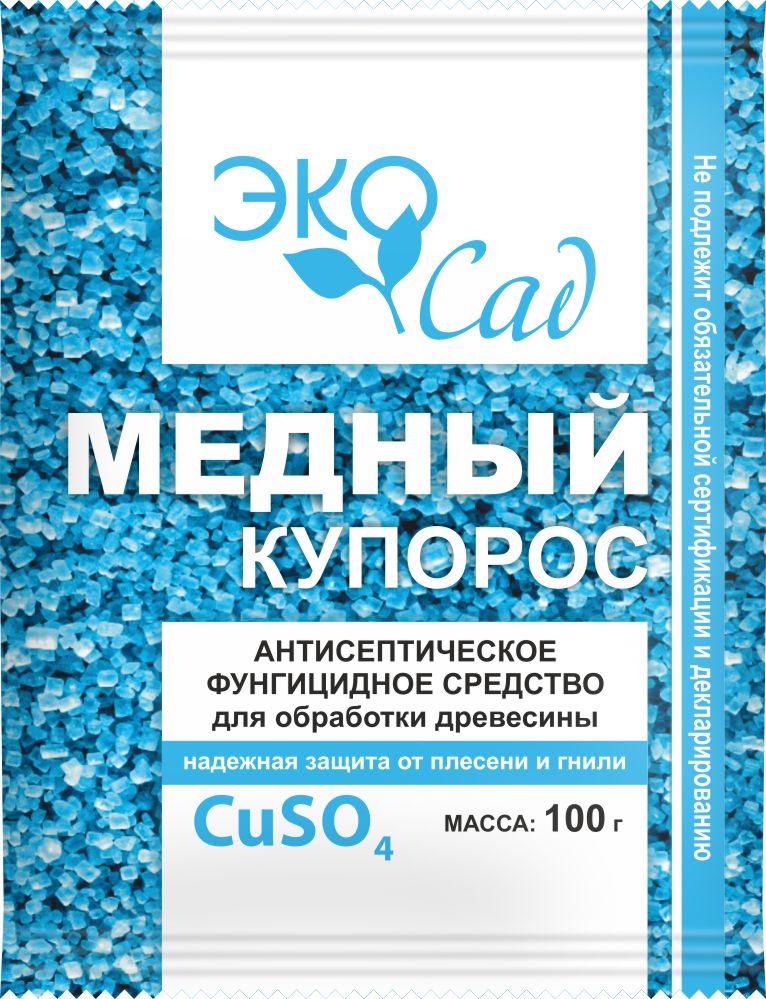 ЭКО
Сад
МЕДНЫЙ
КУПОРОС
АНТИСЕПТИЧЕСКОЕ
ФУНГИЦИДНОЕ СРЕДСТВО
для обработки древесины
надежная защита от плесени и гнили
CuSO4
МАССА: 100 г
Не подлежит обязательной сертификации и декларированию